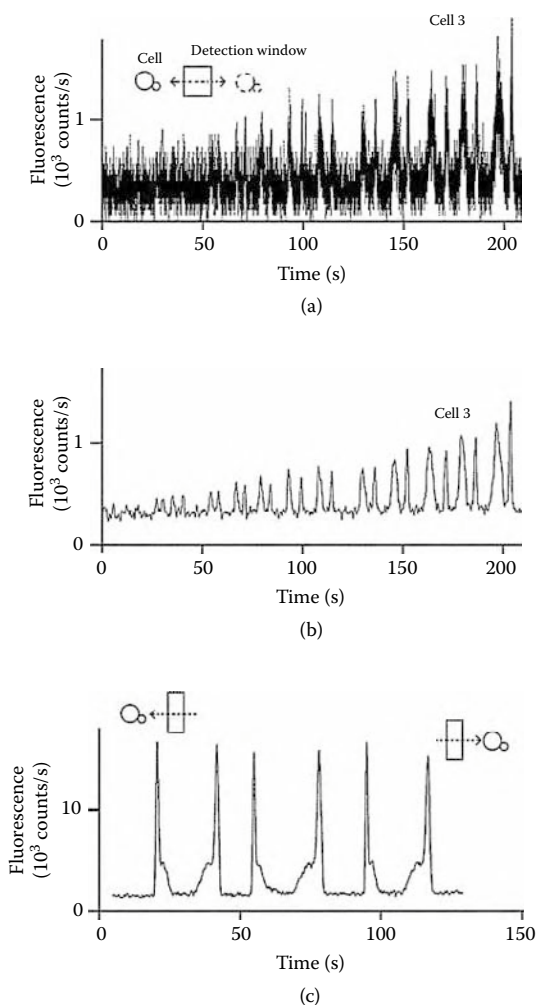 Cell 3
Cell
Detection window
Fluorescence
(10³ counts/s)
1
0
0 50 100 150 200
Time (s)
(a)
Cell 3
Fluorescence
(10³ counts/s)
1
0
0 50 100 150 200
Time (s)
(b)
Fluorescence
(10³ counts/s)
10
0
0 50 100 150
Time (s)
(c)